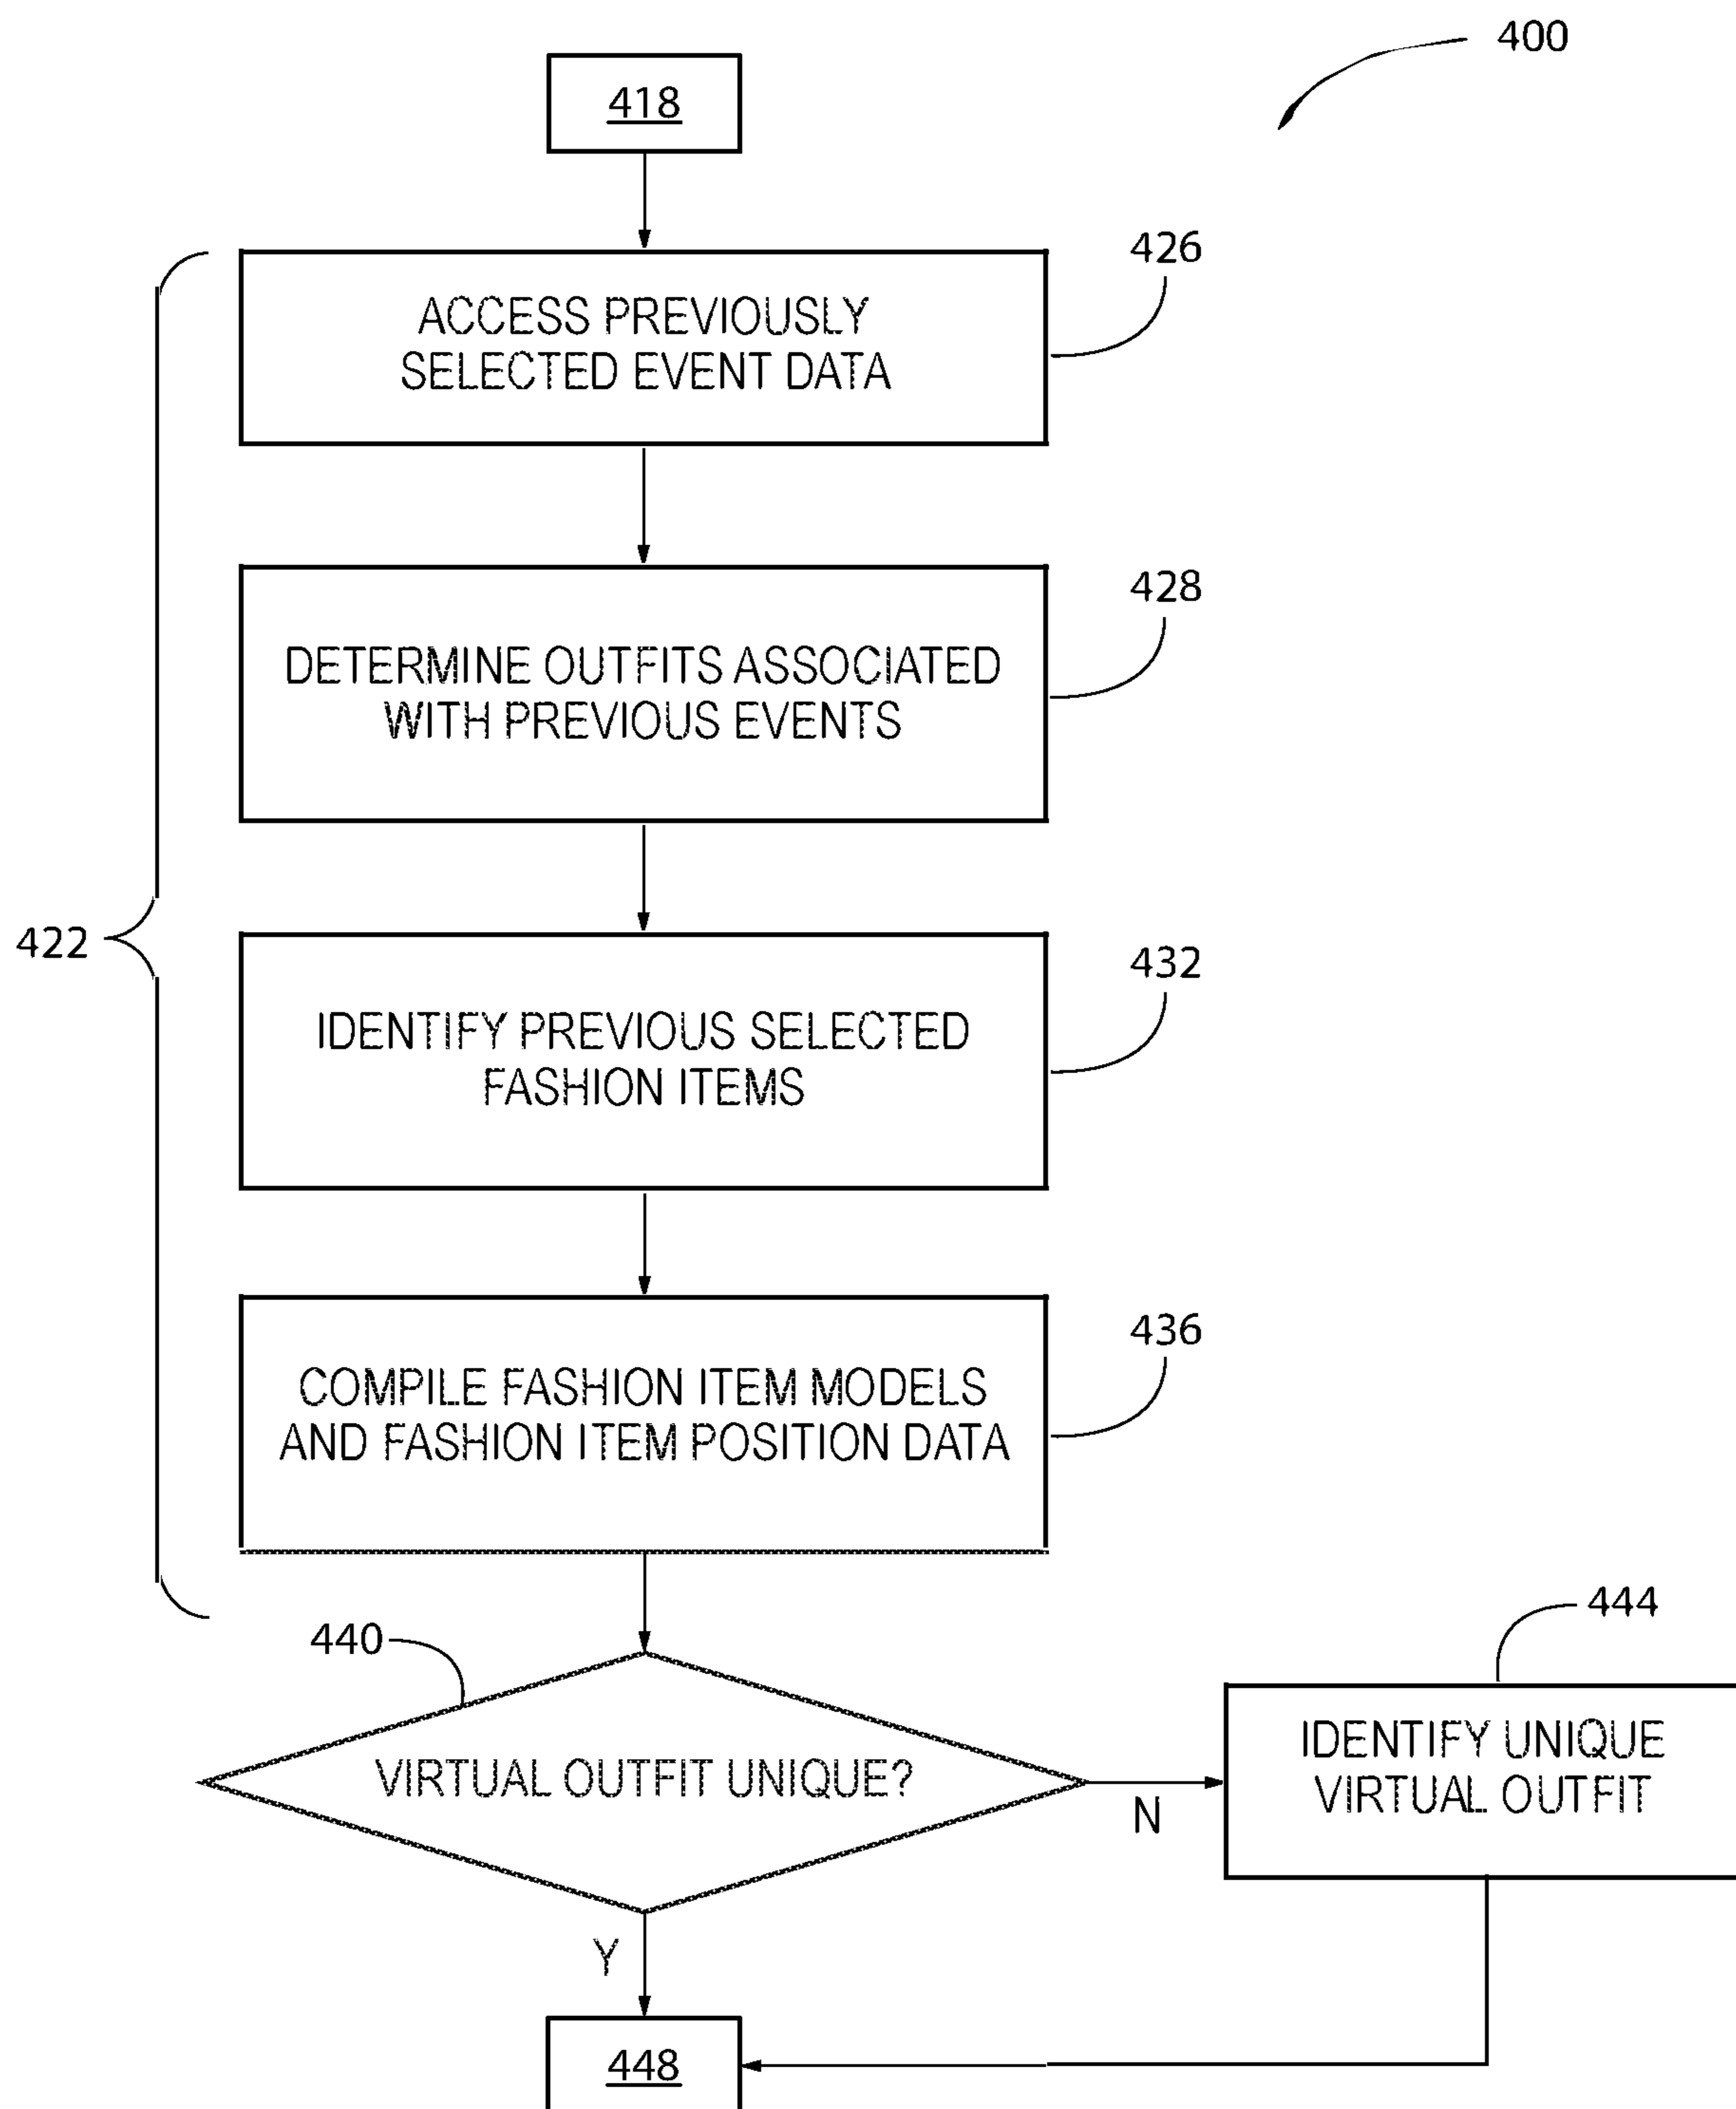 400
418
426
ACCESS PREVIOUSLY
SELECTED EVENT DATA
428
DETERMINE OUTFITS ASSOCIATED
WITH PREVIOUS EVENTS
422
432
IDENTIFY PREVIOUS SELECTED
FASHION ITEMS
436
COMPILE FASHION ITEM MODELS
AND FASHION ITEM POSITION DATA
440
444
VIRTUAL OUTFIT UNIQUE?
IDENTIFY UNIQUE
VIRTUAL OUTFIT
N
Y
448